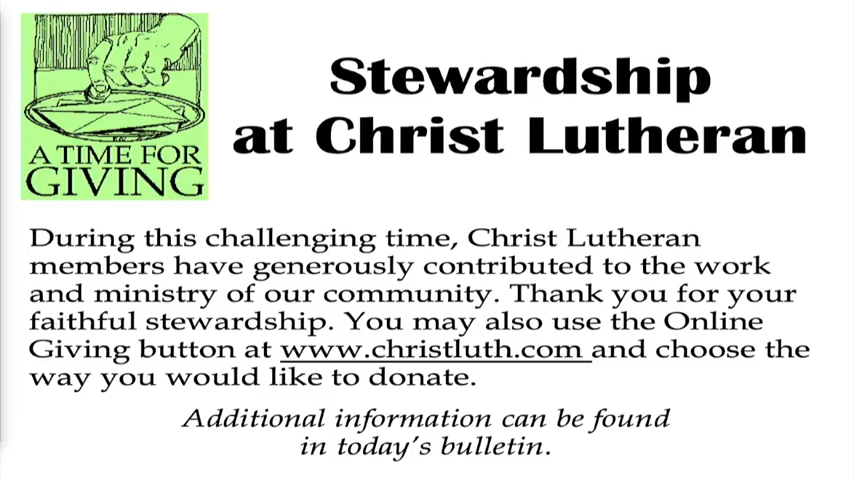 Stewardship
at Christ Lutheran
A TIME FOR
GIVING
During this challenging time, Christ Lutheran
members have generously contributed to the work
and ministry of our community. Thank you for your
faithful stewardship. You may also use the Online
Giving button at www.christluth.com and choose the
way you would like to donate.
Additional information can be found
in today's bulletin.